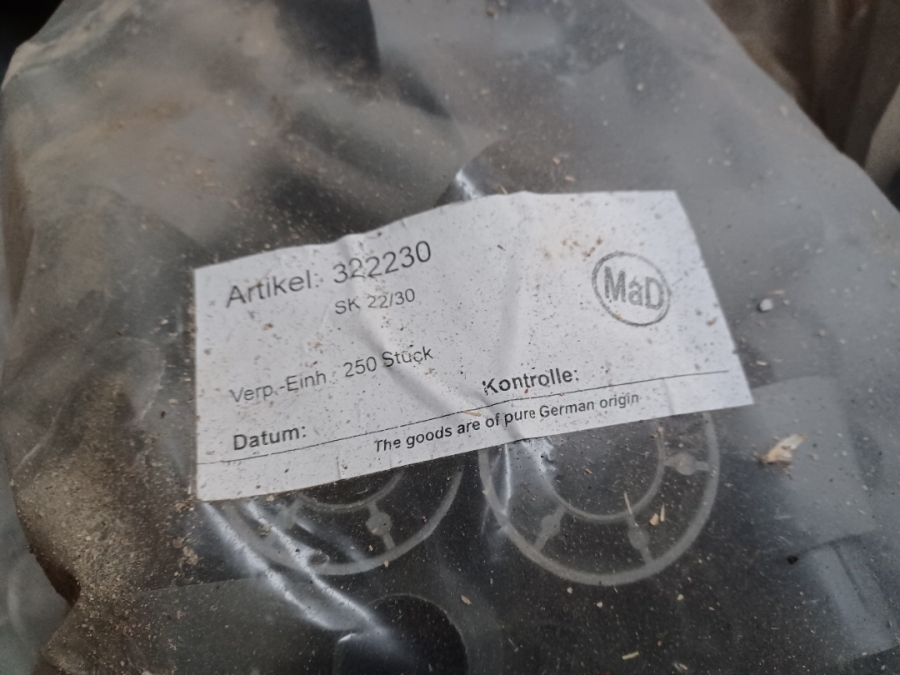 Artikel: 322230
SK 22/30
MaD
Verp.-Einh.: 250 Stück
Kontrolle:
Datum:
The goods are of pure German origin